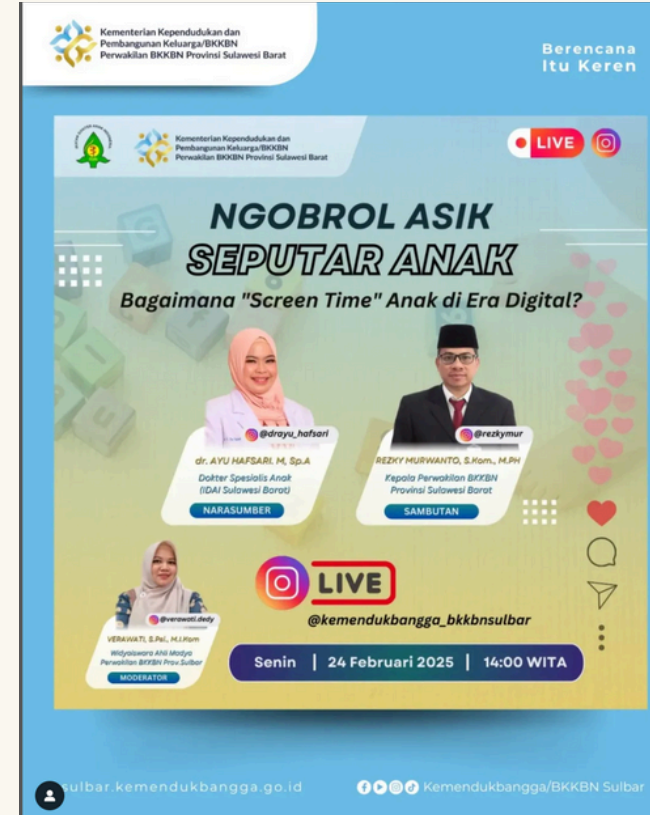 Kementerian Kependudukan dan
Pembangunan Keluarga/BKKBN
Perwakilan BKKBN Provinsi Sulawesi Barat
Berencana
Itu Keren
Kementerian Kependudukan dan
Pembangunan Keluarga/BKKBN
Perwakilan BKKBN Provinsi Sulawesi Barat
LIVE
NGOBROL ASIK
SEPUTAR ANAK
Bagaimana "Screen Time" Anak di Era Digital?
@drayu_hafsari
dr. AYU HAFSARI. M, Sp.A
Dokter Spesialis Anak
(IDAI Sulawesi Barat)
NARASUMBER
@rezkymur
REZKY MURWANTO, S.Kom., M.PH
Kepala Perwakilan BKKBN
Provinsi Sulawesi Barat
SAMBUTAN
@verawati.dedy
VERAWATI, S.Psi., M.I.Kom
Widyaiswara Ahli Madya
Perwakilan BKKBN Prov Sulbar
MODERATOR
LIVE
@kemendukbangga_bkkbnsulbar
Senin | 24 Februari 2025 | 14:00 WITA
sulbar.kemendukbangga.go.id
Kemendukbangga/BKKBN Sulbar